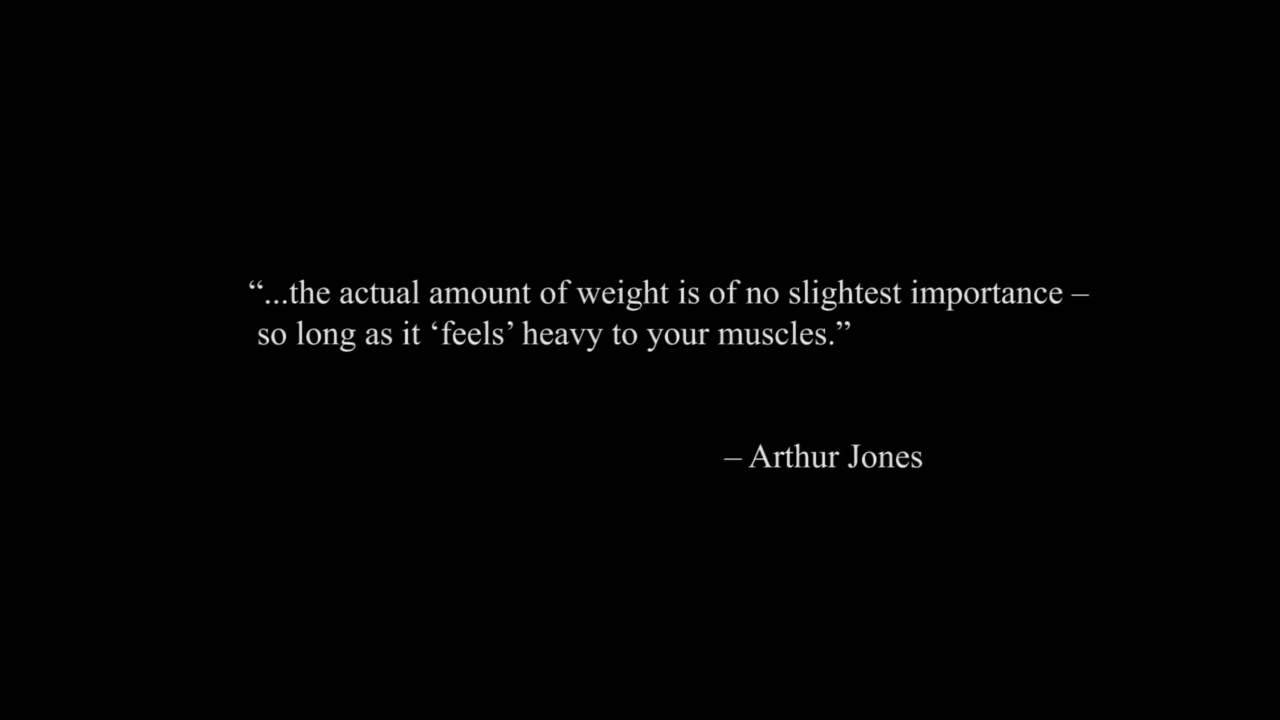 “...the actual amount of weight is of no slightest importance –
so long as it ‘feels’ heavy to your muscles.”
– Arthur Jones